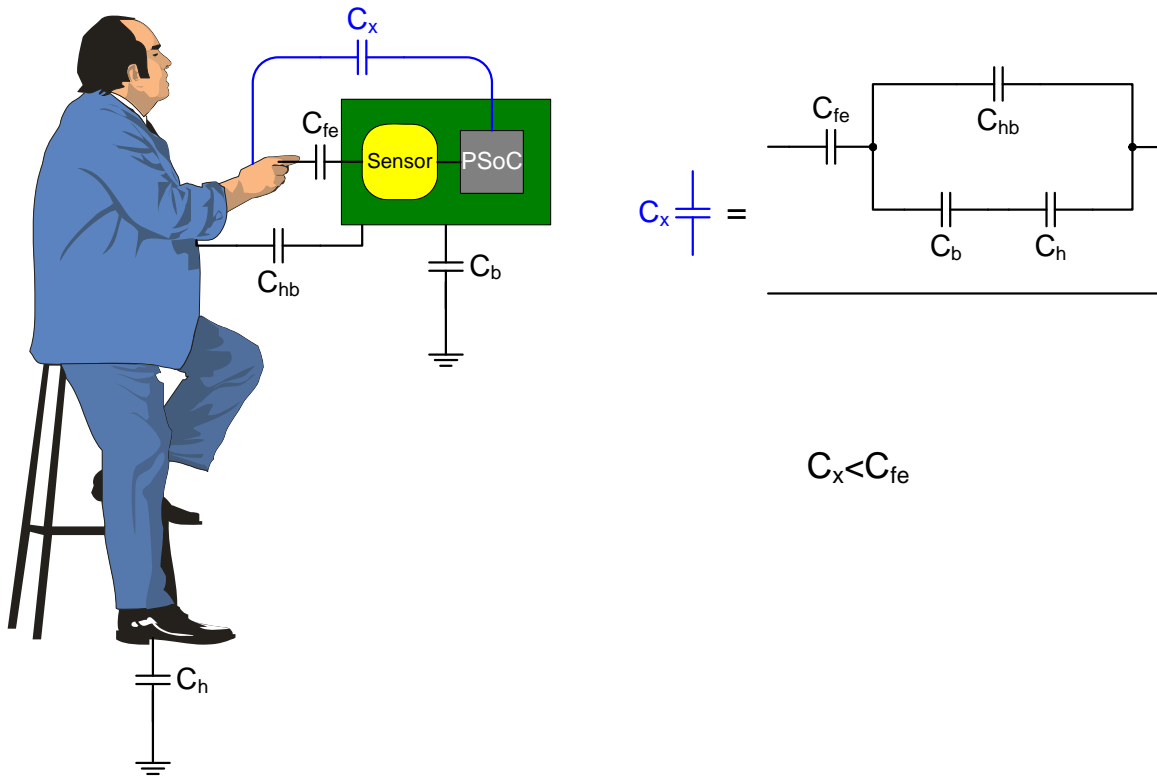 Cx
Cfe
Sensor
PSoC
Chb
Cb
Ch
Cx =
Cfe
Chb
Cb
Ch
Cx<Cfe